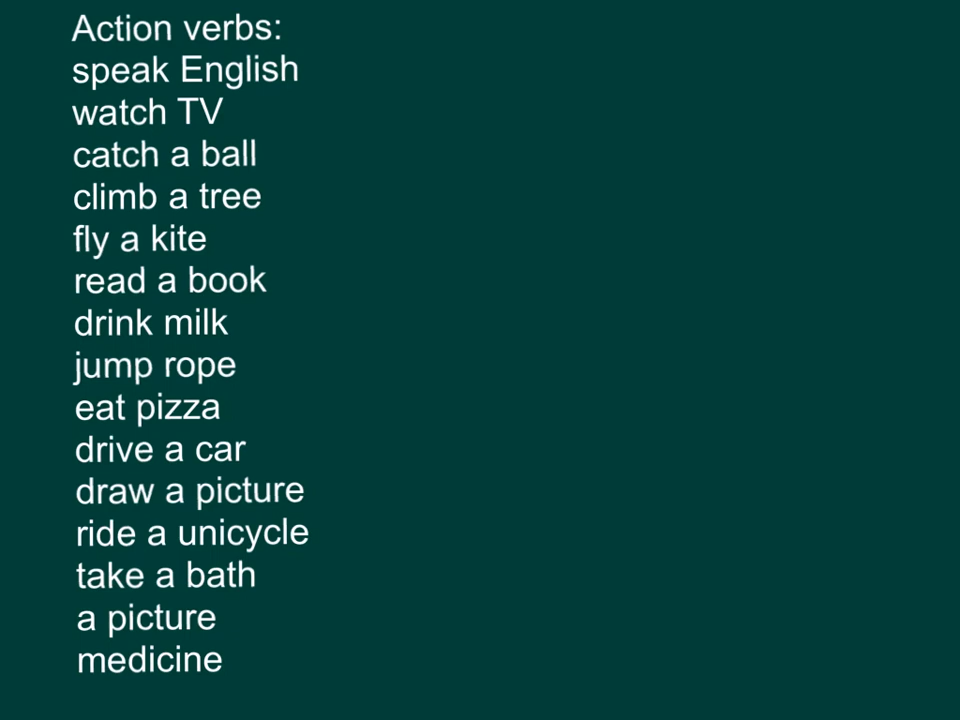 Action verbs:
speak English
watch TV
catch a ball
climb a tree
fly a kite
read a book
drink milk
jump rope
eat pizza
drive a car
draw a picture
ride a unicycle
take a bath
a picture
medicine